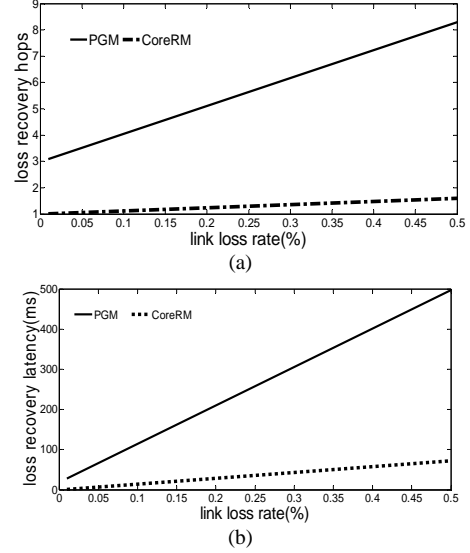 9
8
7
6
5
4
3
2
1
loss recovery hops
PGM CoreRM
0 0.05 0.1 0.15 0.2 0.25 0.3 0.35 0.4 0.45 0.5
link loss rate(%)
(a)
500
400
300
200
100
0
loss recovery latency(ms)
PGM CoreRM
0 0.05 0.1 0.15 0.2 0.25 0.3 0.35 0.4 0.45 0.5
link loss rate(%)
(b)